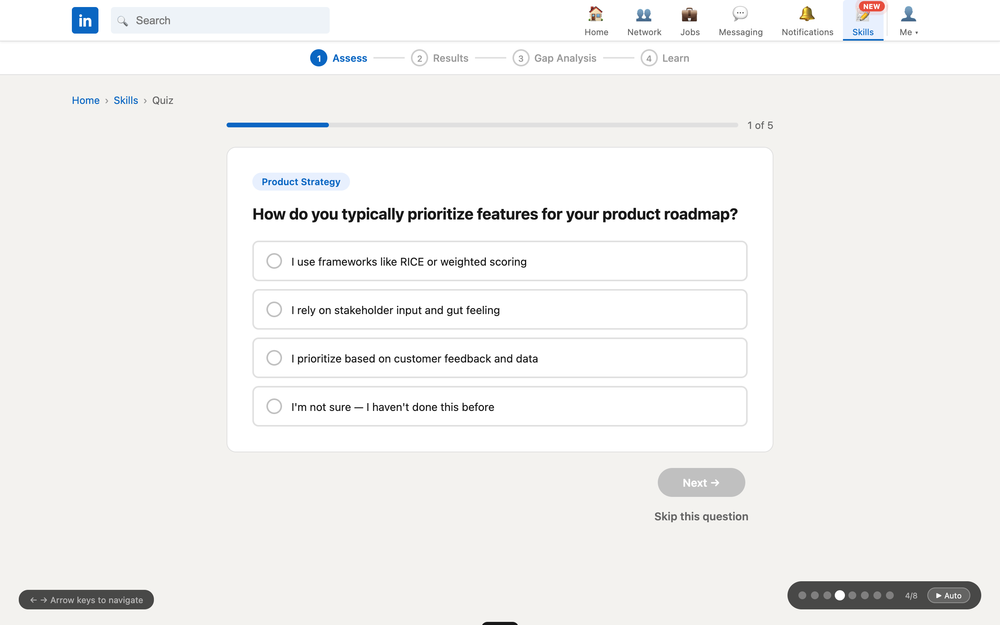 in
Search
Home
Network
Jobs
Messaging
Notifications
NEW
Skills
Me ▾
1 Assess
2 Results
3 Gap Analysis
4 Learn
Home › Skills › Quiz
1 of 5
Product Strategy
How do you typically prioritize features for your product roadmap?
I use frameworks like RICE or weighted scoring
I rely on stakeholder input and gut feeling
I prioritize based on customer feedback and data
I'm not sure — I haven't done this before
Next →
Skip this question
← → Arrow keys to navigate
4/8
▶ Auto